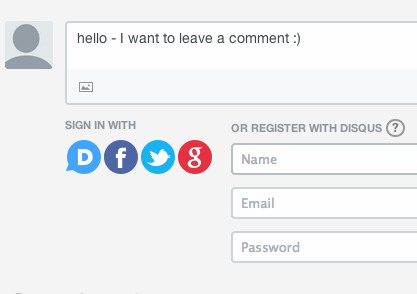 hello - I want to leave a comment :)
SIGN IN WITH
D f g
OR REGISTER WITH DISQUS ?
Name
Email
Password